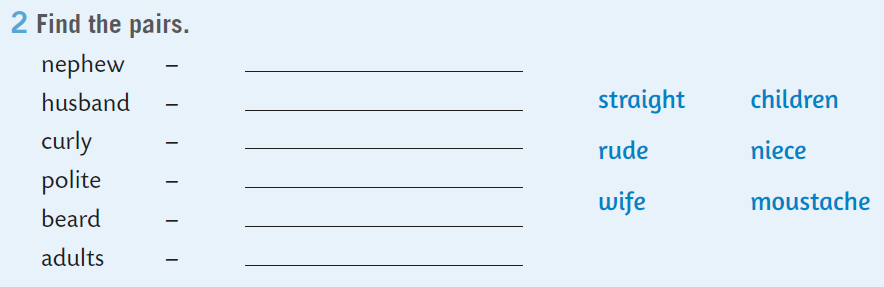 2 Find the pairs.
nephew –
husband –
curly –
polite –
beard –
adults –
straight children
rude niece
wife moustache